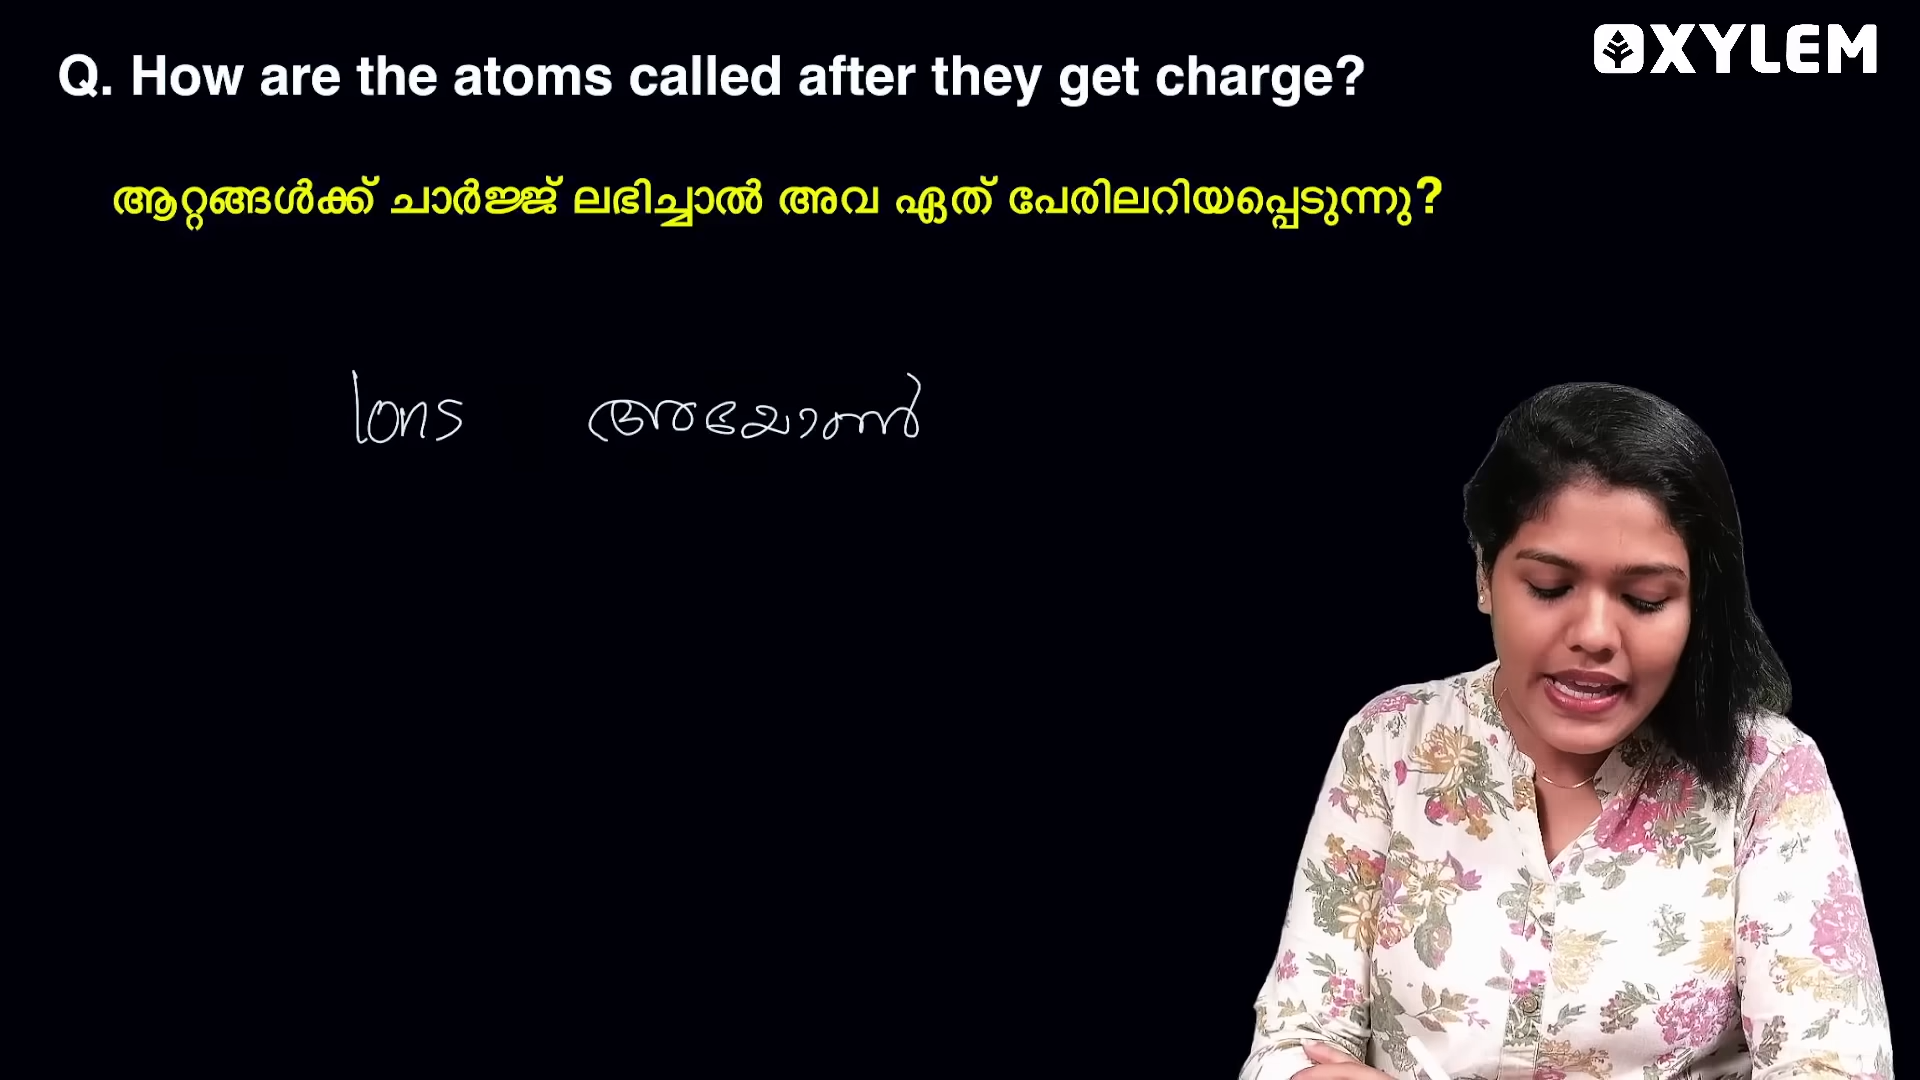 Q. How are the atoms called after they get charge?
XYLEM
ആറ്റങ്ങൾക്ക് ചാർജ്ജ് ലഭിച്ചാൽ അവ ഏത് പേരിലറിയപ്പെടുന്നു?
Ions അയോൺ